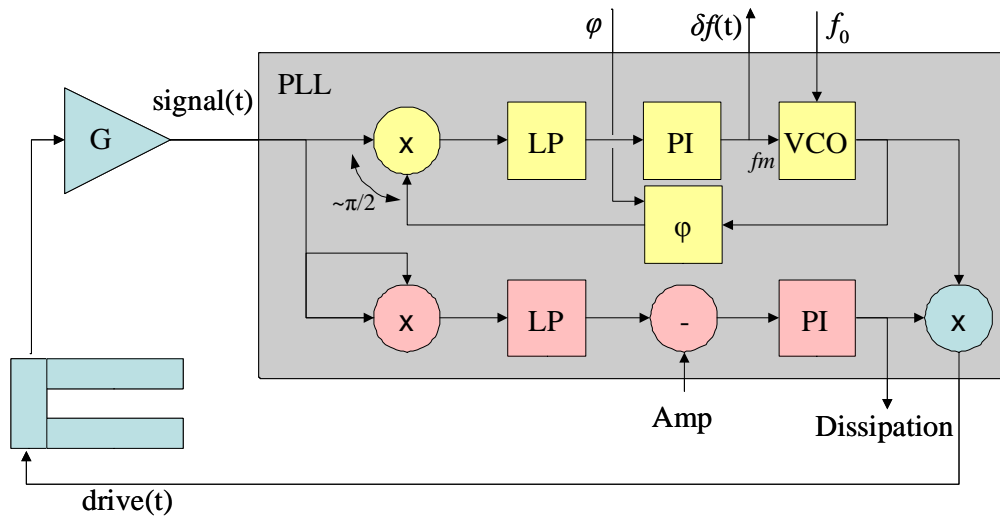 φ
δf(t)
f0
PLL
signal(t)
G
x
LP
PI
fm
VCO
~π/2
φ
x
LP
-
PI
x
Amp
Dissipation
drive(t)